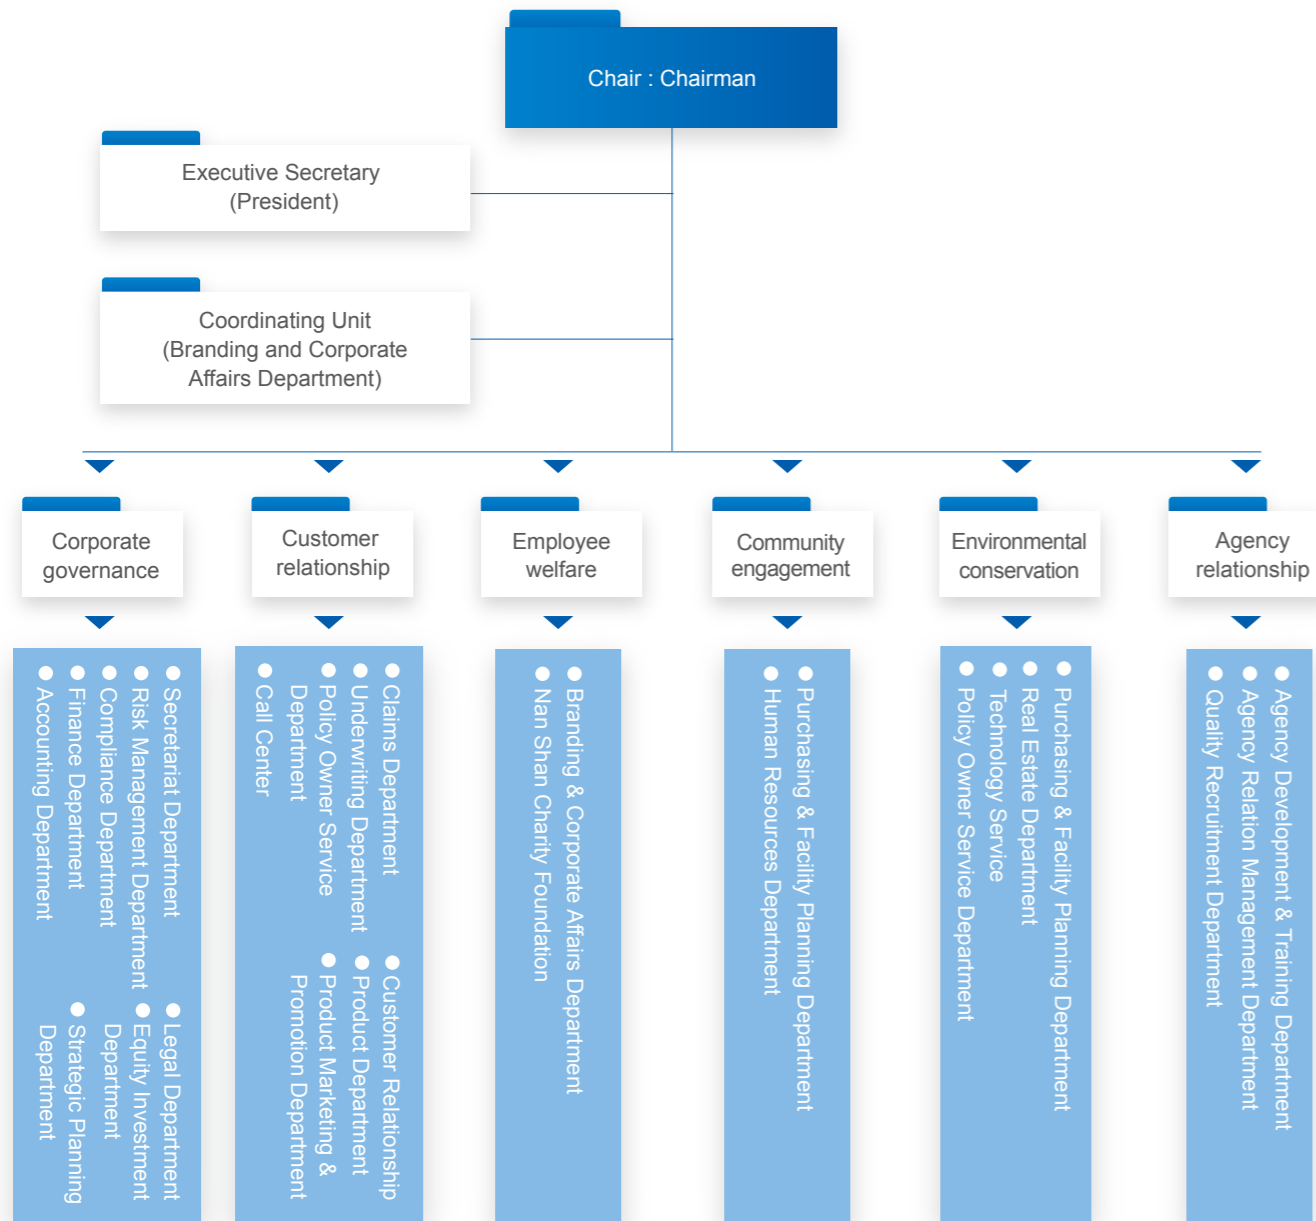 Chair : Chairman
Executive Secretary
(President)
Coordinating Unit
(Branding and Corporate
Affairs Department)
Corporate
governance
Customer
relationship
Employee
welfare
Community
engagement
Environmental
conservation
Agency
relationship
Secretariat Department
Risk Management Department
Compliance Department
Finance Department
Accounting Department
Legal Department
Equity Investment
Department
Strategic Planning
Department
Claims Department
Underwriting Department
Policy Owner Service
Department
Call Center
Customer Relationship
Product Department
Product Marketing &
Promotion Department
Branding & Corporate Affairs Department
Nan Shan Charity Foundation
Purchasing & Facility Planning Department
Human Resources Department
Purchasing & Facility Planning Department
Real Estate Department
Technology Service
Policy Owner Service Department
Agency Development & Training Department
Agency Relation Management Department
Quality Recruitment Department